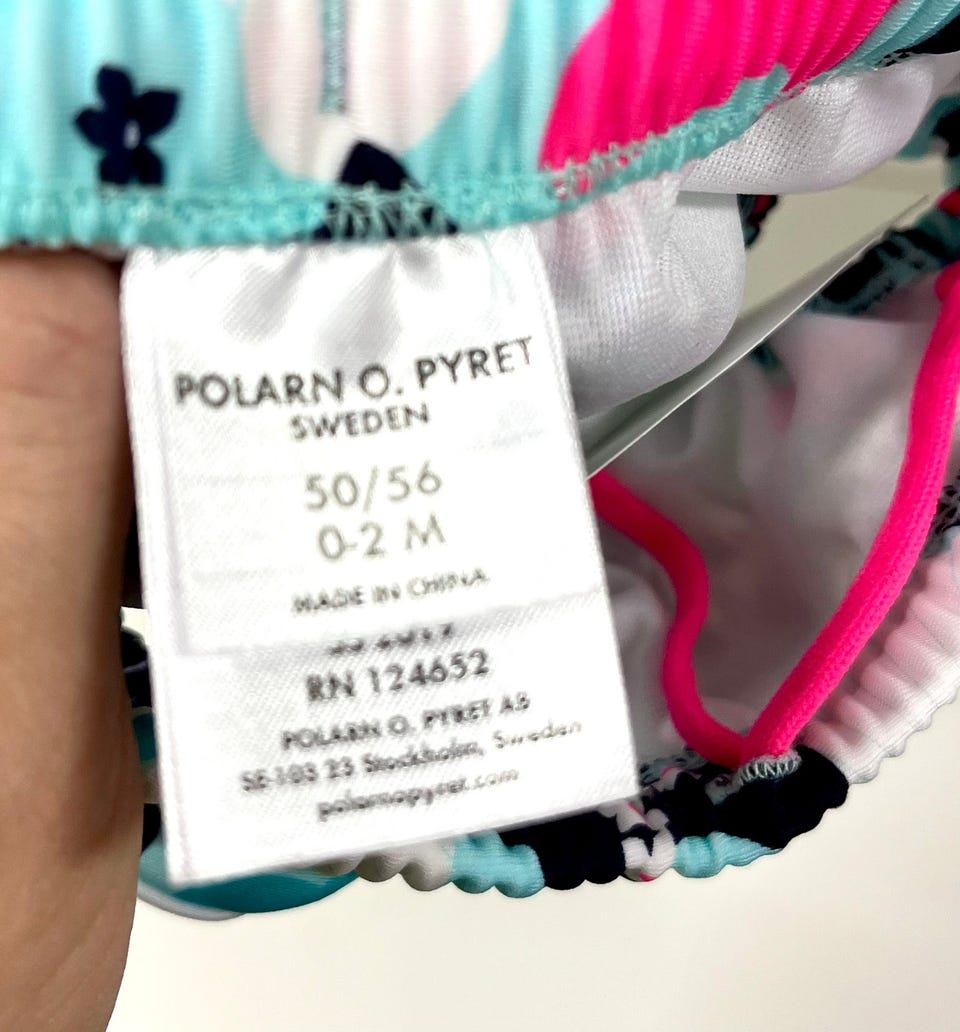 POLARN O. PYRET
SWEDEN
50/56
0-2 M
MADE IN CHINA
RN 124652
POLARN O. PYRET AB
SE-103 23 Stockholm, Sweden
polarnopyret.com